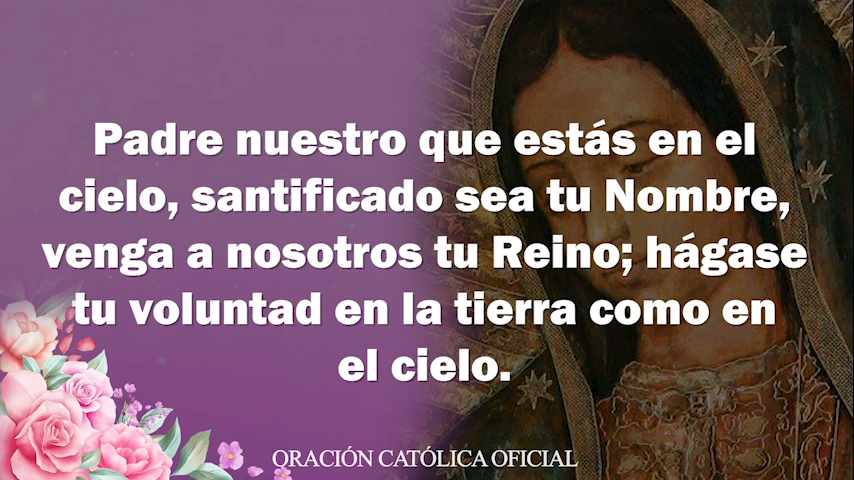 Padre nuestro que estás en el
cielo, santificado sea tu Nombre,
venga a nosotros tu Reino; hágase
tu voluntad en la tierra como en
el cielo.
ORACIÓN CATÓLICA OFICIAL